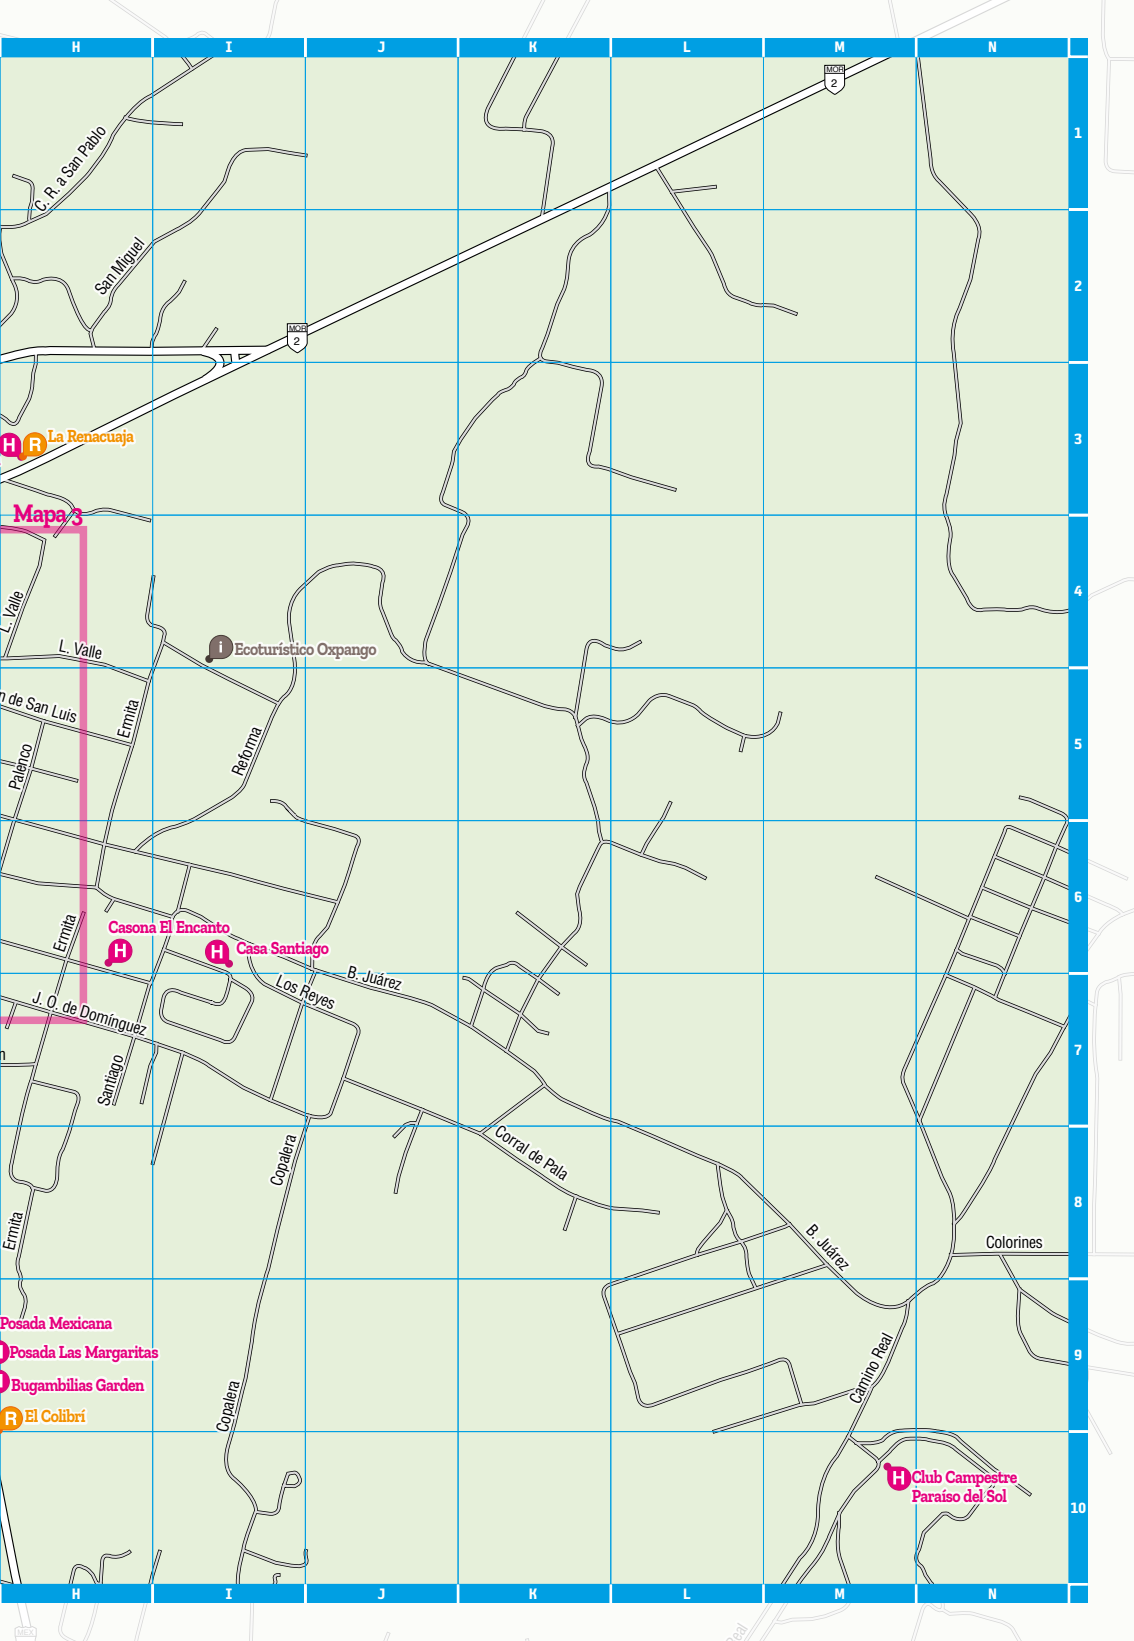 H I J K L M N
MOR
2
1
C. R. a San Pablo
San Miguel
2
MOR
2
3
H R La Renacuaja
Mapa 3
4
L. Valle
L. Valle
i Ecoturístico Oxpango
n de San Luis
Ermita
Reforma
5
Palenco
6
Ermita
Casona El Encanto
H
H Casa Santiago
B. Juárez
Los Reyes
J. O. de Domínguez
n
7
Santiago
Copalera
Corral de Pala
8
Ermita
B. Juárez
Colorines
Posada Mexicana
Posada Las Margaritas
Bugambilias Garden
9
Camino Real
Copalera
R El Colibrí
H Club Campestre
Paraíso del Sol
10
H I J K L M N
MEX
Real